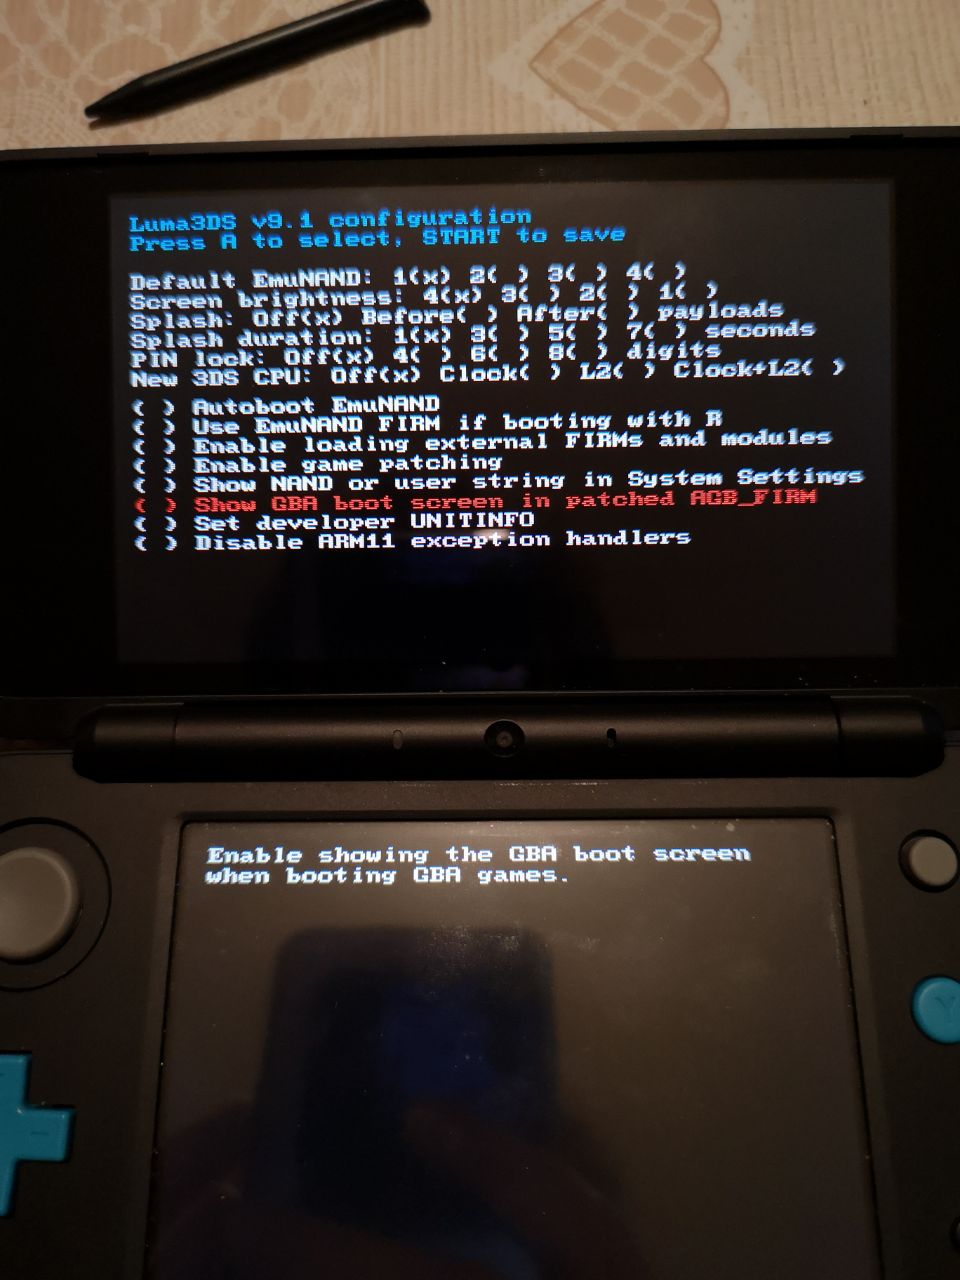 Luma3DS v9.1 configuration
Press A to select, START to save
Default EmuNAND: 1(x) 2( ) 3( ) 4( )
Screen brightness: 4(x) 3( ) 2( ) 1( )
Splash: Off(x) Before( ) After( ) payloads
Splash duration: 1(x) 3( ) 5( ) 7( ) seconds
PIN lock: Off(x) 4( ) 6( ) 8( ) digits
New 3DS CPU: Off(x) Clock( ) L2( ) Clock+L2( )
( ) Autoboot EmuNAND
( ) Use EmuNAND FIRM if booting with R
( ) Enable loading external FIRMs and modules
( ) Enable game patching
( ) Show NAND or user string in System Settings
( ) Show GBA boot screen in patched AGB_FIRM
( ) Set developer UNITINFO
( ) Disable ARM11 exception handlers
Enable showing the GBA boot screen
when booting GBA games.
Y